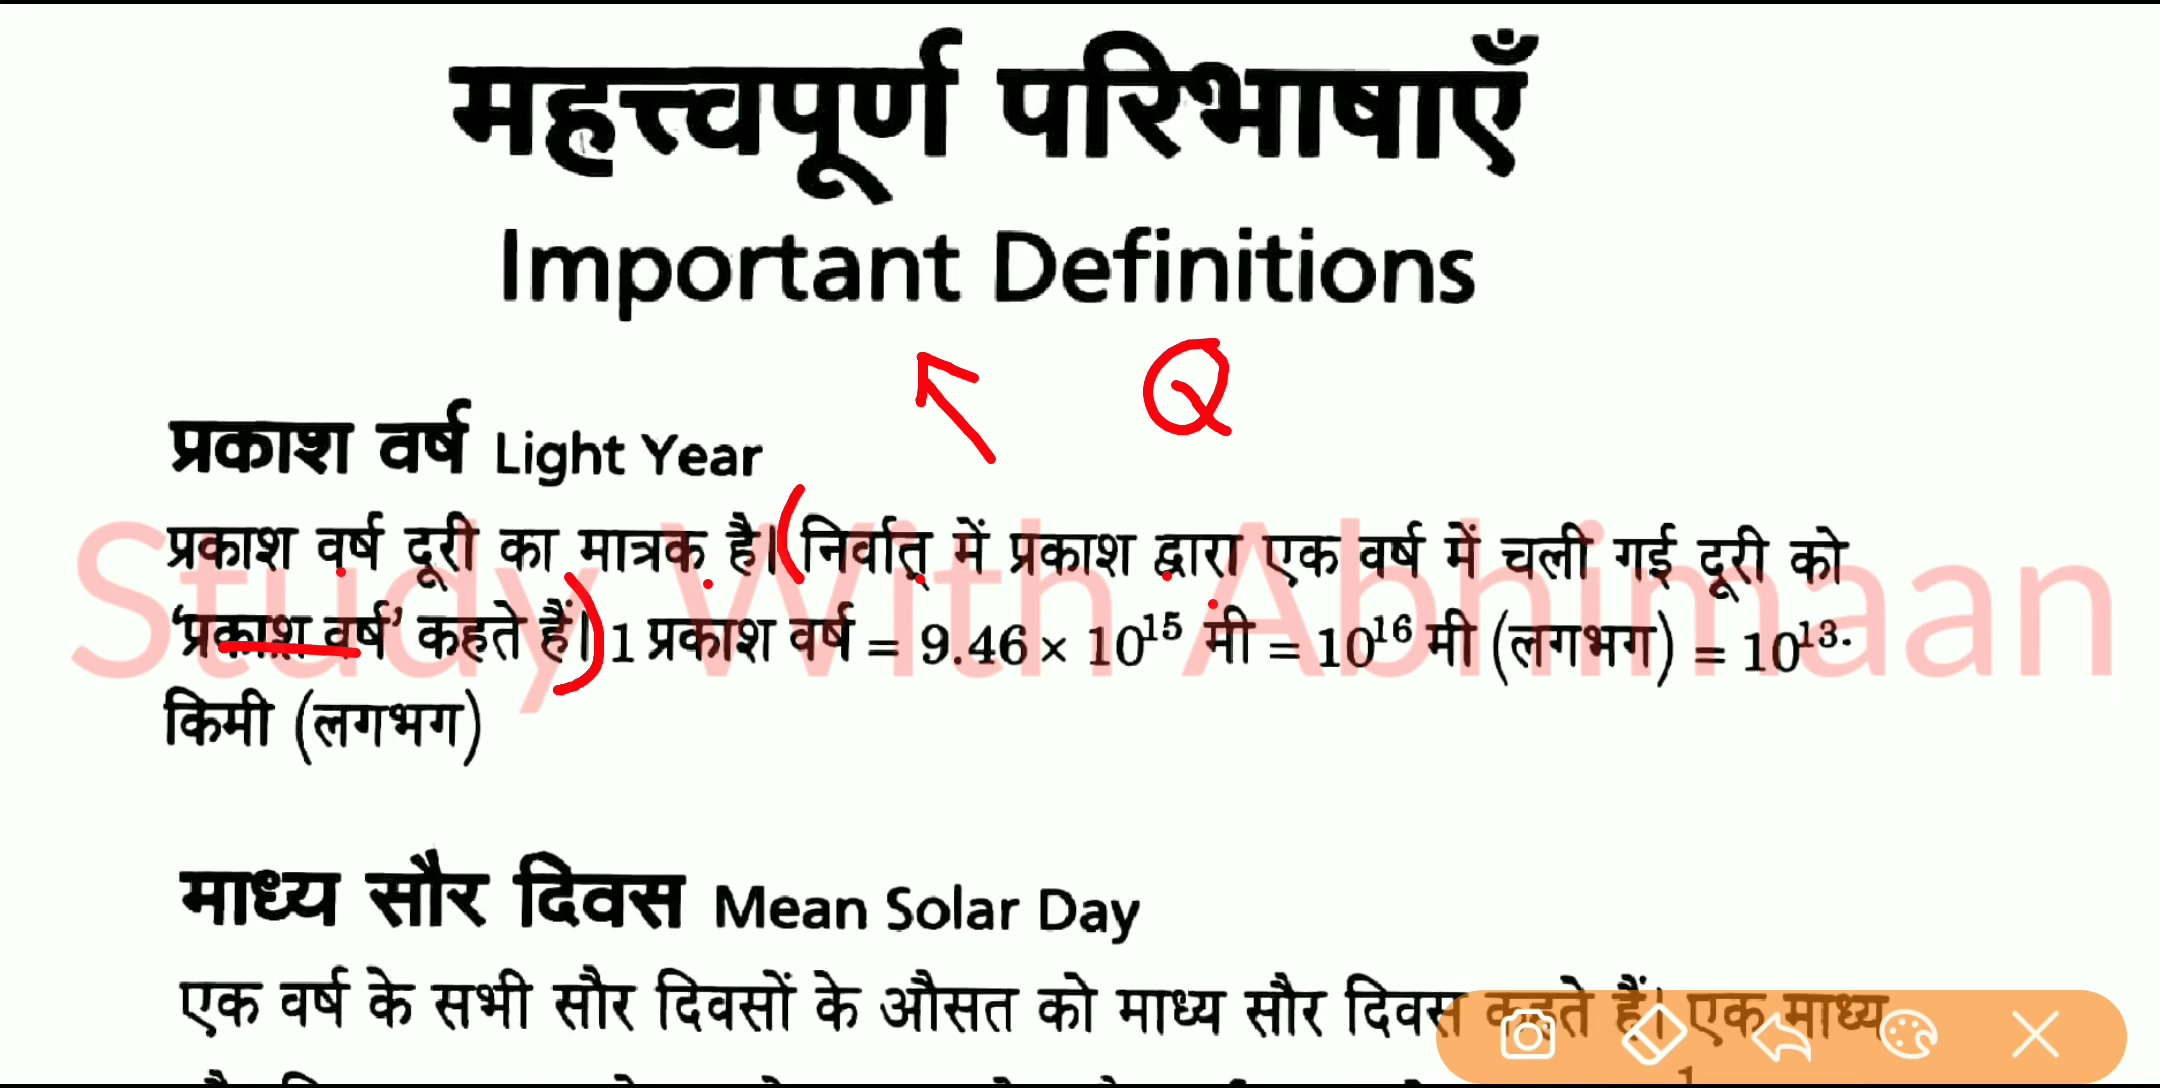 महत्त्वपूर्ण परिभाषाएँ
Important Definitions
Q
प्रकाश वर्ष Light Year
प्रकाश वर्ष दूरी का मात्रक है। निर्वात् में प्रकाश द्वारा एक वर्ष में चली गई दूरी को
‘प्रकाश वर्ष’ कहते हैं। 1 प्रकाश वर्ष = 9.46 × 10¹⁵ मी = 10¹⁶ मी (लगभग) = 10¹³
किमी (लगभग)
Study With Abhimaan
माध्य सौर दिवस Mean Solar Day
एक वर्ष के सभी सौर दिवसों के औसत को माध्य सौर दिवस कहते हैं। एक माध्य